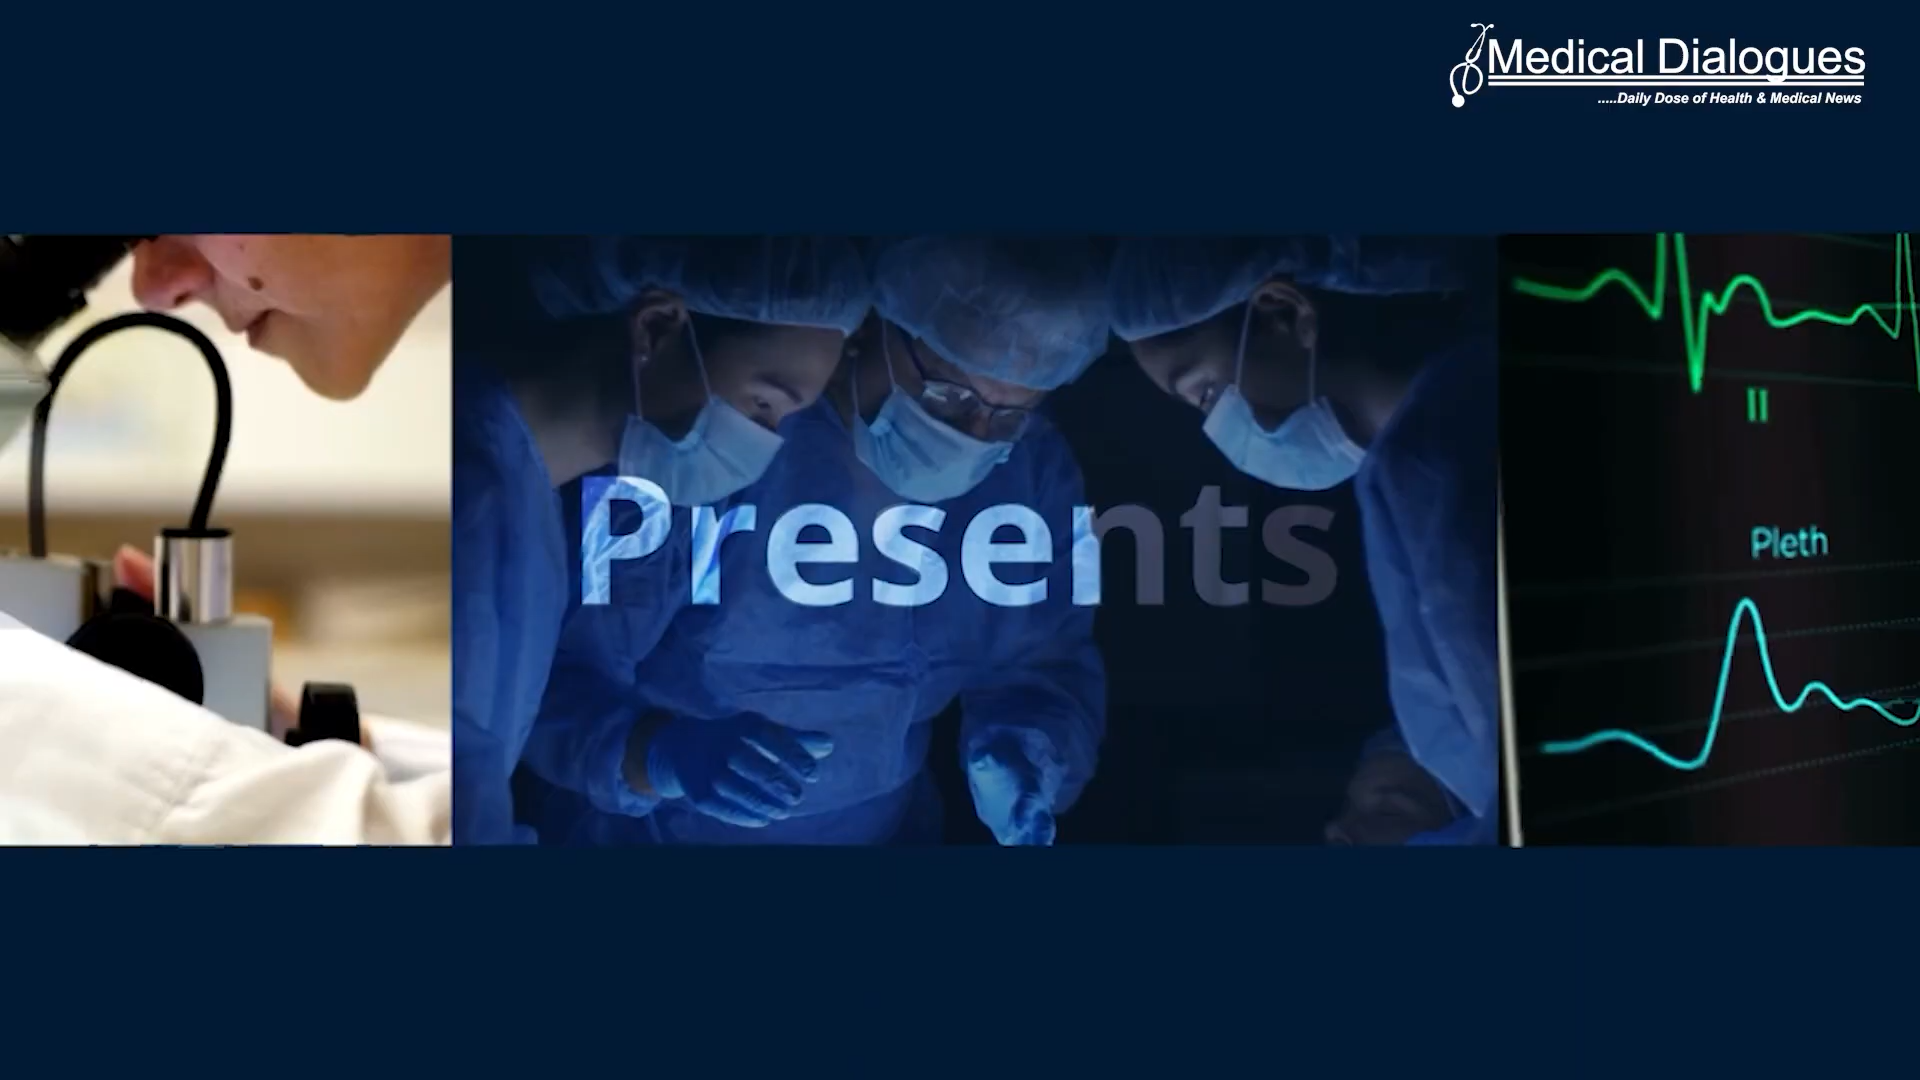 Medical Dialogues
.....Daily Dose of Health & Medical News
Presents
II
Pleth